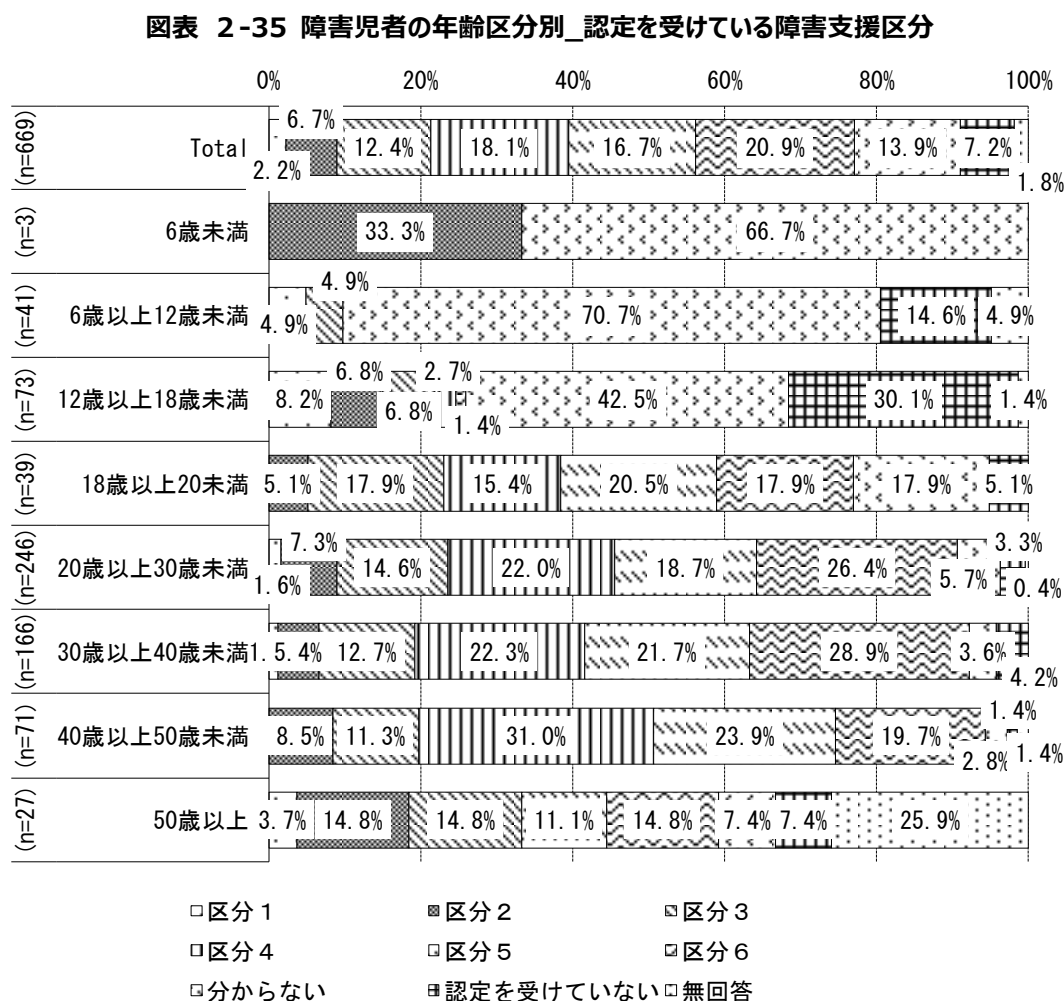 図表 2-35 障害児者の年齢区分別_認定を受けている障害支援区分
0% 20% 40% 60% 80% 100%
(n=669) Total 2.2% 6.7% 12.4% 18.1% 16.7% 20.9% 13.9% 7.2% 1.8%
(n=3) 6歳未満 33.3% 66.7%
(n=41) 6歳以上12歳未満 4.9% 4.9% 70.7% 14.6% 4.9%
(n=73) 12歳以上18歳未満 8.2% 6.8% 6.8% 2.7% 1.4% 42.5% 30.1% 1.4%
(n=39) 18歳以上20未満 5.1% 17.9% 15.4% 20.5% 17.9% 17.9% 5.1%
(n=246) 20歳以上30歳未満 1.6% 7.3% 14.6% 22.0% 18.7% 26.4% 5.7% 3.3% 0.4%
(n=166) 30歳以上40歳未満 1. 5.4% 12.7% 22.3% 21.7% 28.9% 3.6% 4.2%
(n=71) 40歳以上50歳未満 8.5% 11.3% 31.0% 23.9% 19.7% 2.8% 1.4% 1.4%
(n=27) 50歳以上 3.7% 14.8% 14.8% 11.1% 14.8% 7.4% 7.4% 25.9%
区分１ 区分２ 区分３
区分４ 区分５ 区分６
分からない 認定を受けていない 無回答